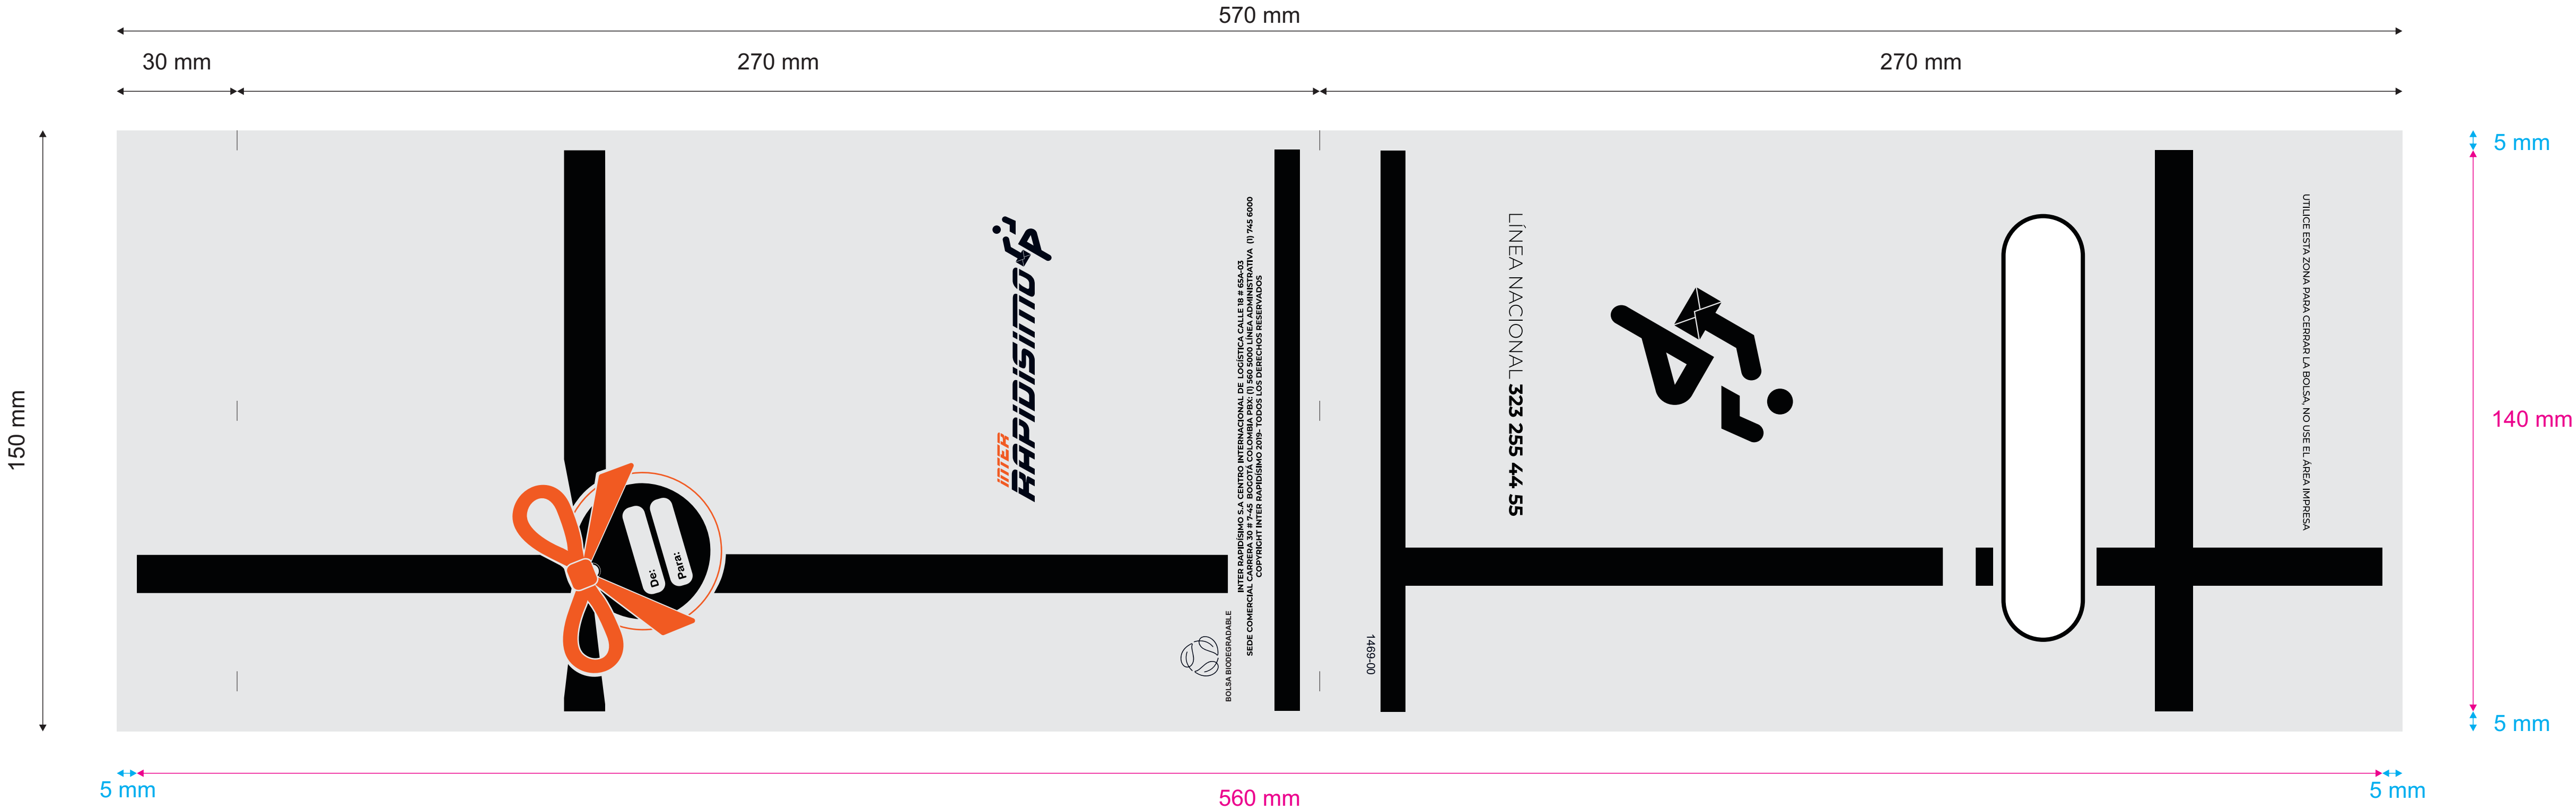 570 mm
30 mm
270 mm
270 mm
150 mm
De:
Para:
INTER
RAPIDISIMO
BOLSA BIODEGRADABLE
INTER RAPIDÍSIMO S.A CENTRO INTERNACIONAL DE LOGÍSTICA CALLE 18 # 65A-03
SEDE COMERCIAL CARRERA 30 # 7-45 BOGOTÁ COLOMBIA PBX: (1) 560 5000 LÍNEA ADMINISTRATIVA (1) 745 6000
COPYRIGHT INTER RAPIDÍSIMO 2019- TODOS LOS DERECHOS RESERVADOS
1469-00
LÍNEA NACIONAL 323 255 44 55
UTILICE ESTA ZONA PARA CERRAR LA BOLSA, NO USE EL ÁREA IMPRESA
5 mm
140 mm
5 mm
5 mm
560 mm
5 mm